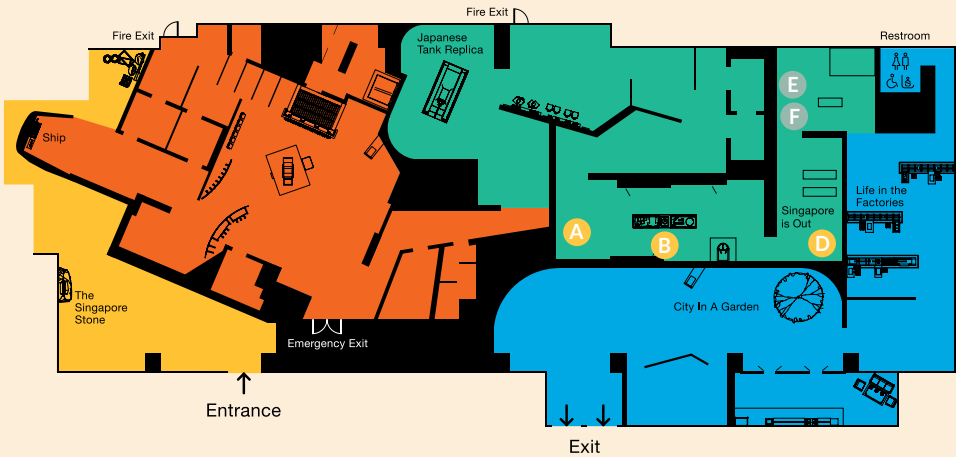 Fire Exit
Fire Exit
Restroom
Japanese
Tank Replica
E
F
Ship
Life in the
Factories
Singapore
is Out
A
B
D
The
Singapore
Stone
City In A Garden
Emergency Exit
Entrance
Exit